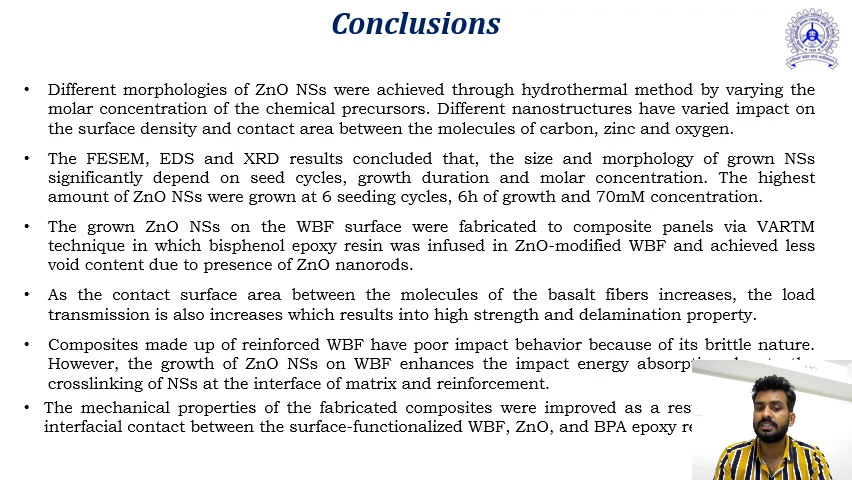 Conclusions
• Different morphologies of ZnO NSs were achieved through hydrothermal method by varying the
molar concentration of the chemical precursors. Different nanostructures have varied impact on
the surface density and contact area between the molecules of carbon, zinc and oxygen.
• The FESEM, EDS and XRD results concluded that, the size and morphology of grown NSs
significantly depend on seed cycles, growth duration and molar concentration. The highest
amount of ZnO NSs were grown at 6 seeding cycles, 6h of growth and 70mM concentration.
• The grown ZnO NSs on the WBF surface were fabricated to composite panels via VARTM
technique in which bisphenol epoxy resin was infused in ZnO-modified WBF and achieved less
void content due to presence of ZnO nanorods.
• As the contact surface area between the molecules of the basalt fibers increases, the load
transmission is also increases which results into high strength and delamination property.
• Composites made up of reinforced WBF have poor impact behavior because of its brittle nature.
However, the growth of ZnO NSs on WBF enhances the impact energy
crosslinking of NSs at the interface of matrix and reinforcement.
• The mechanical properties of the fabricated composites were improved as a
interfacial contact between the surface-functionalized WBF, ZnO, and BPA epoxy